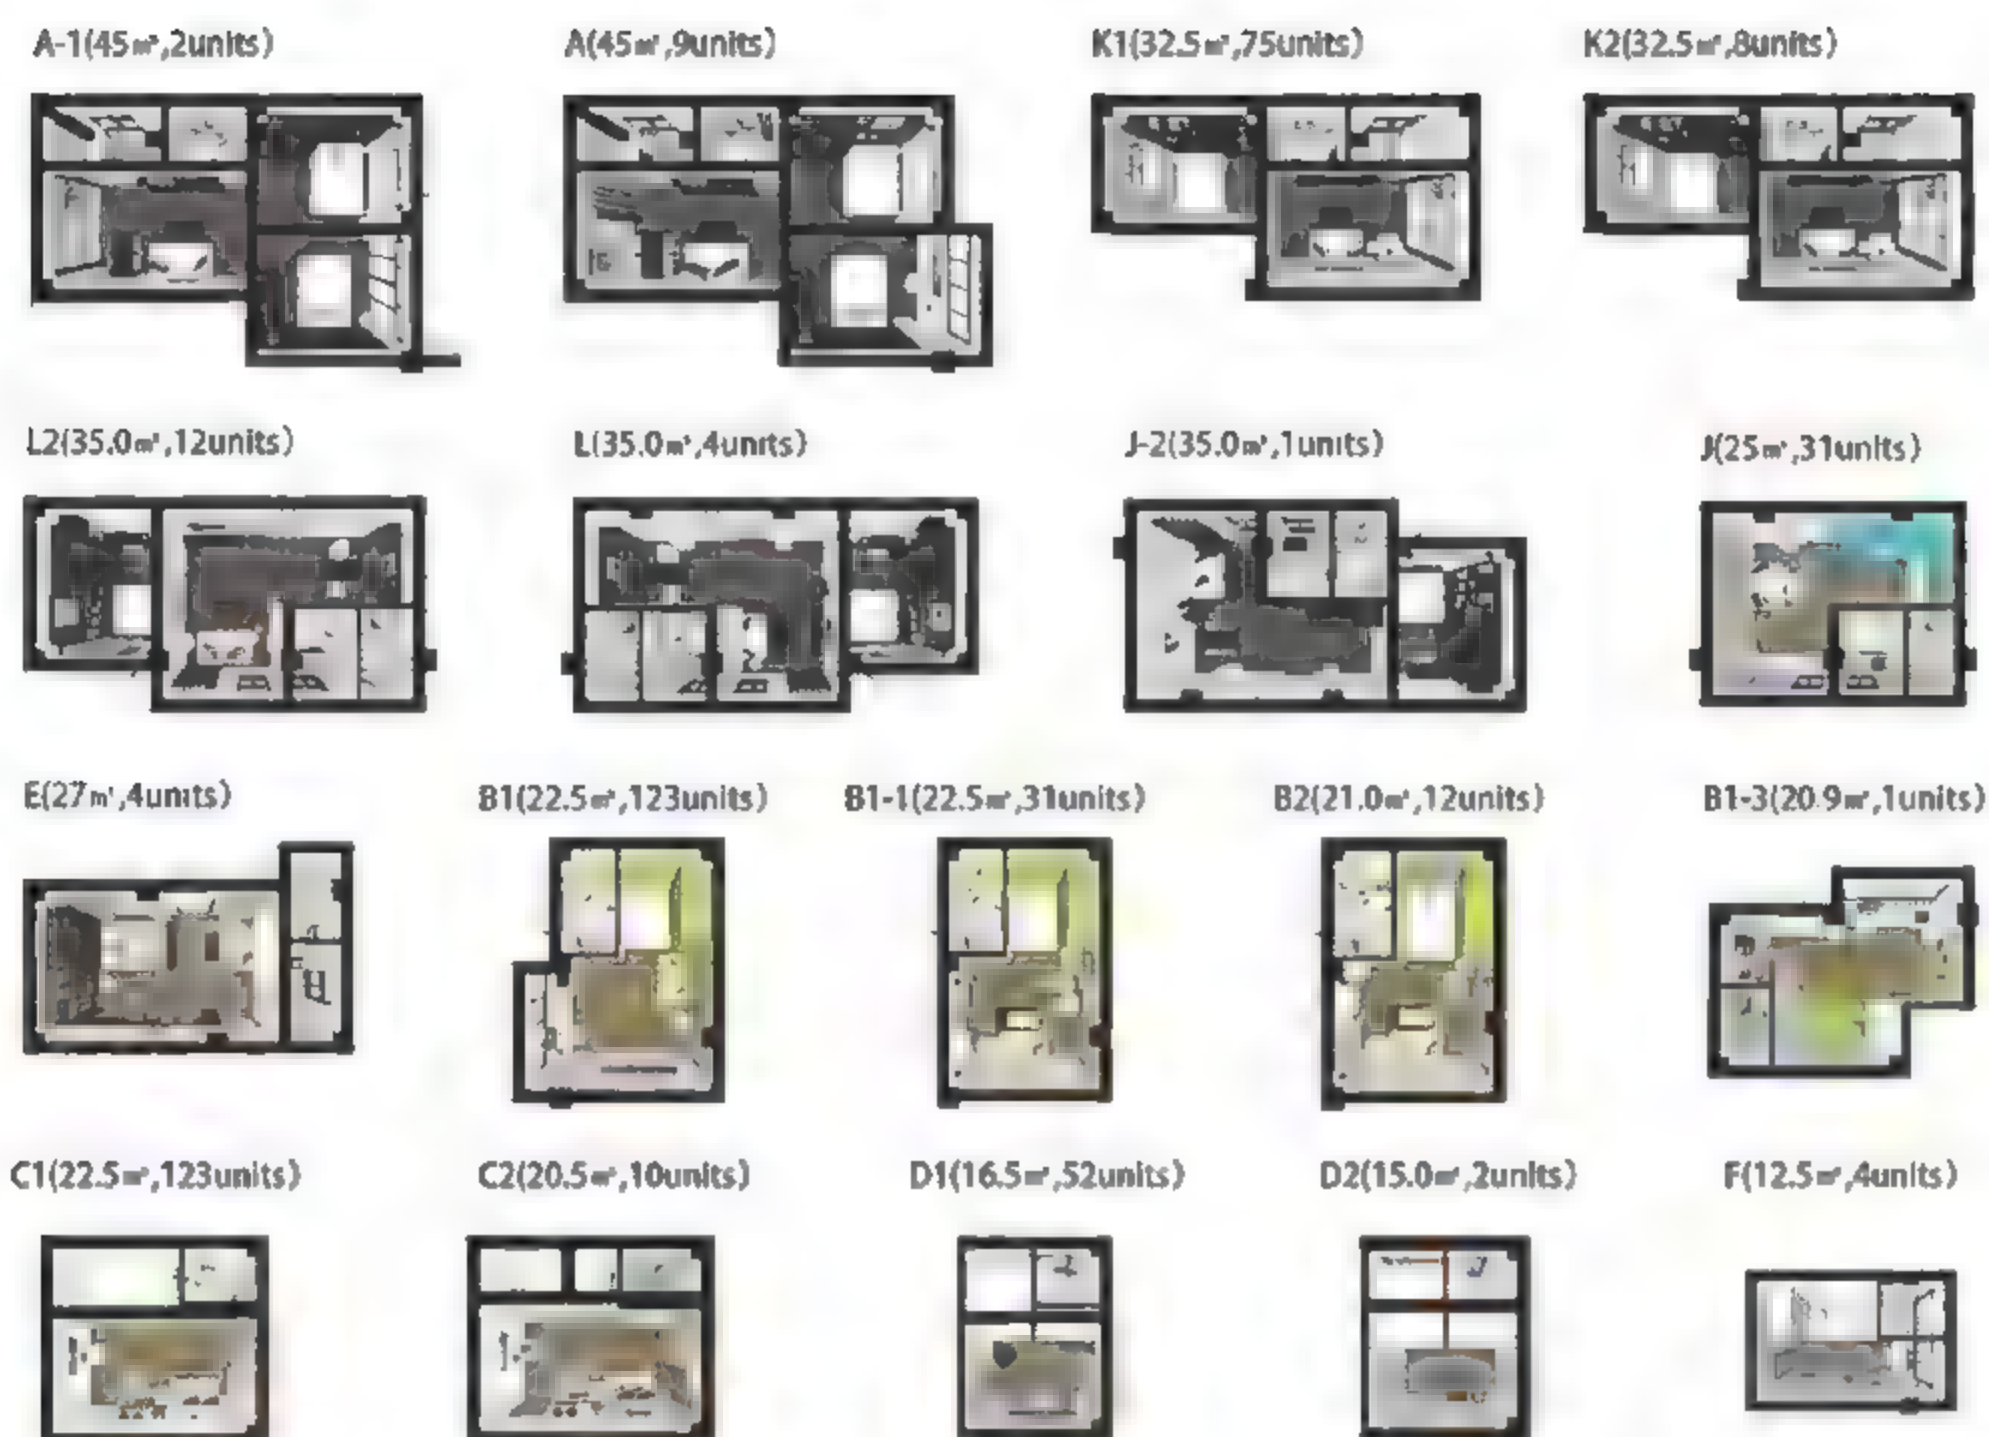 A-1(45㎡,2units)
A(45㎡,9units)
K1(32.5㎡,75units)
K2(32.5㎡,8units)
L2(35.0㎡,12units)
L(35.0㎡,4units)
J-2(35.0㎡,1units)
J(25㎡,31units)
E(27㎡,4units)
B1(22.5㎡,123units)
B1-1(22.5㎡,31units)
B2(21.0㎡,12units)
B1-3(20.9㎡,1units)
C1(22.5㎡,123units)
C2(20.5㎡,10units)
D1(16.5㎡,52units)
D2(15.0㎡,2units)
F(12.5㎡,4units)